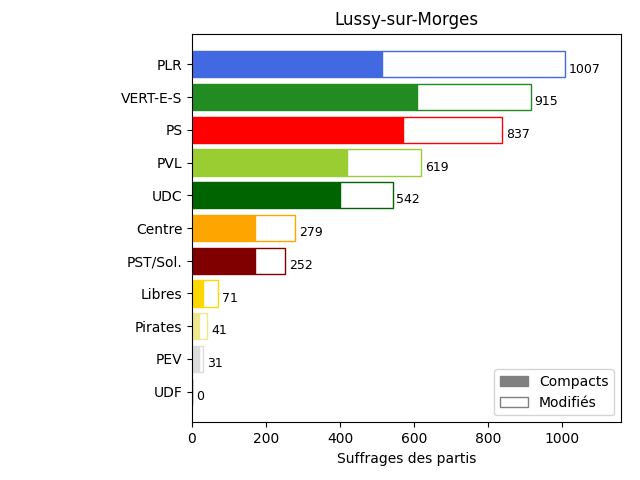 Lussy-sur-Morges
PLR 1007
VERT-E-S 915
PS 837
PVL 619
UDC 542
Centre 279
PST/Sol. 252
Libres 71
Pirates 41
PEV 31
UDF 0
Compacts
Modifiés
0 200 400 600 800 1000
Suffrages des partis